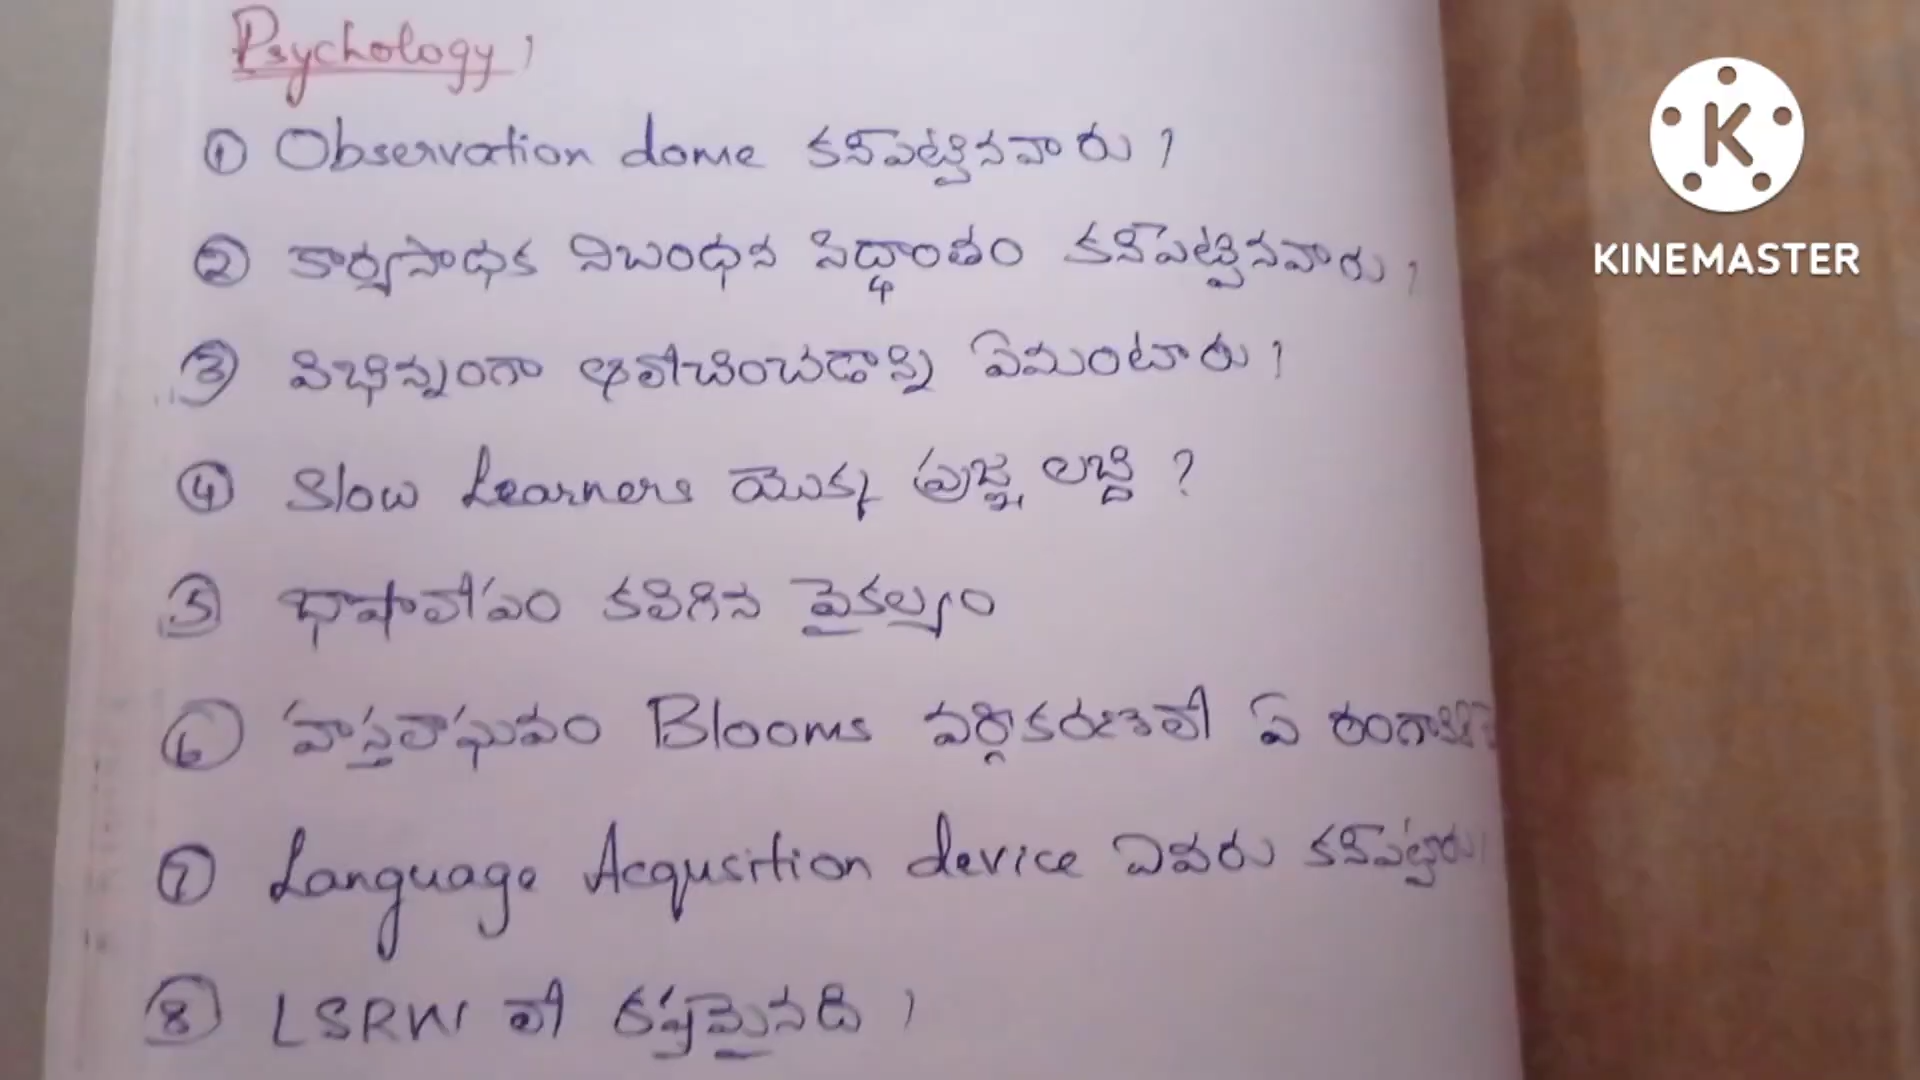 Psychology :
① Observation dome కనిపెట్టినవారు ?
② కార్యసాధక నిబంధన సిద్ధాంతం కనిపెట్టినవారు ?
③ విభిన్నంగా ఆలోచించడాన్ని ఏమంటారు ?
④ Slow Learners యొక్క ప్రజ్ఞ లబ్ధి ?
⑤ భాషాలోపం కలిగిన వైకల్యం
⑥ హస్తలాఘవం Blooms వర్గీకరణలో ఏ
⑦ Language Acqusition device ఎవరు కనిపెట్టారు
⑧ LSRW లో కష్టమైనది ?
KINEMASTER